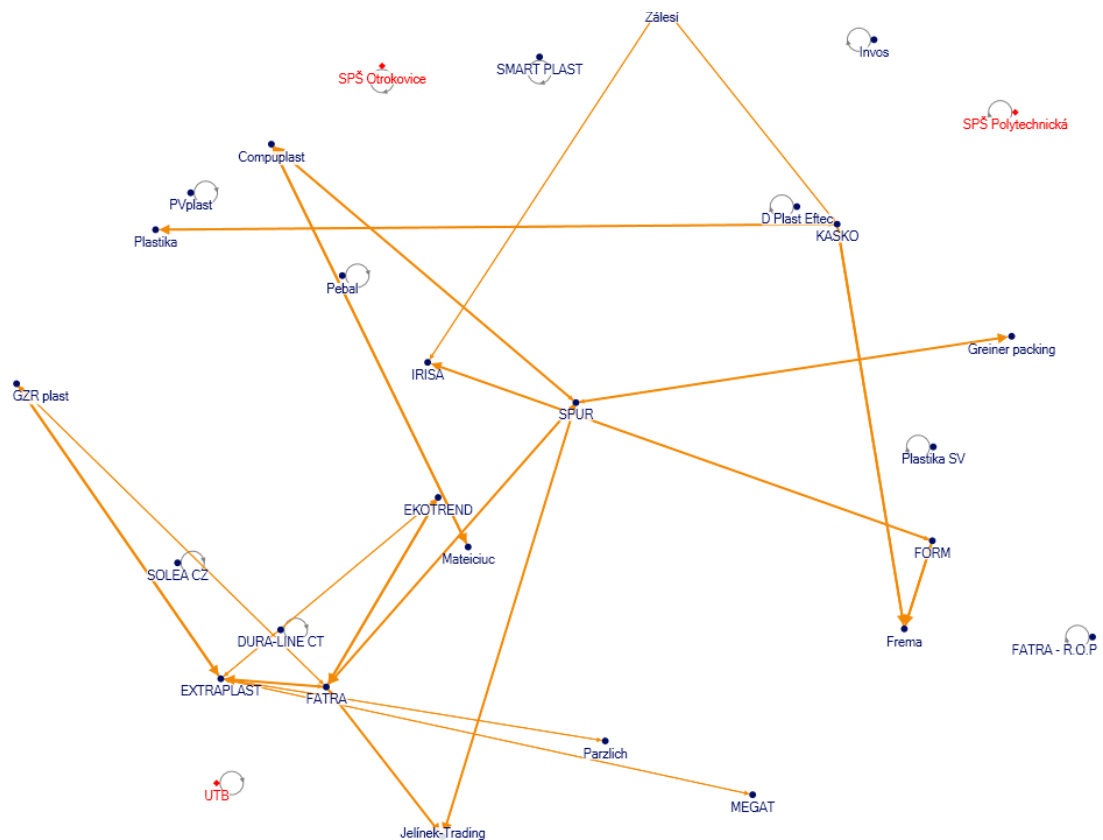 Zálesí
Invos
SMART PLAST
SPŠ Otrokovice
SPŠ Polytechnická
Compuplast
PVplast
D Plast Eftec
Plastika
KASKO
Pebal
Greiner packing
IRISA
GZR plast
SPUR
Plastika SV
EKOTREND
Mateiciuc
FORM
SOLEA CZ
DURA-LINE CT
Frema
FATRA - R.O.P
EXTRAPLAST
FATRA
Parzlich
UTB
MEGAT
Jelínek-Trading